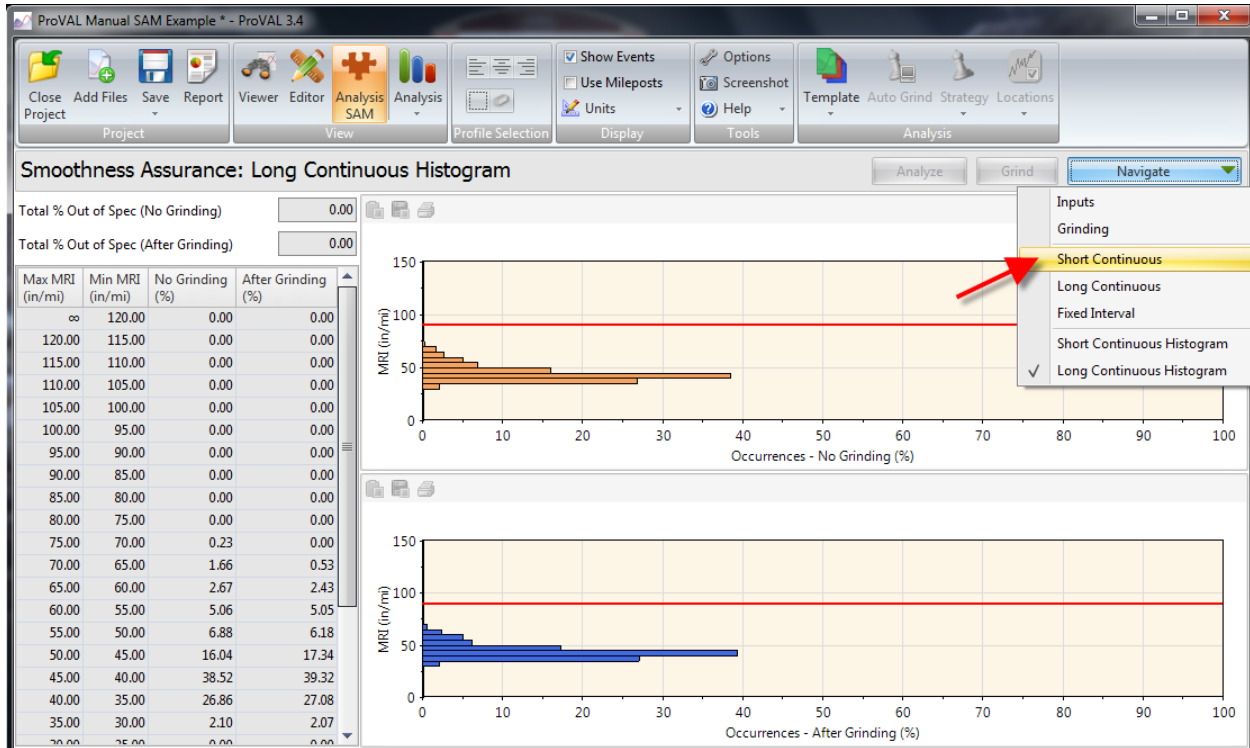 ProVAL Manual SAM Example * - ProVAL 3.4
Close Project
Add Files
Save
Report
Project
Viewer
Editor
Analysis SAM
Analysis
View
Profile Selection
Show Events
Use Mileposts
Units
Display
Options
Screenshot
Help
Tools
Template
Auto Grind
Strategy
Locations
Analysis
Smoothness Assurance: Long Continuous Histogram
Analyze
Grind
Navigate
Inputs
Grinding
Short Continuous
Long Continuous
Fixed Interval
Short Continuous Histogram
Long Continuous Histogram
Total % Out of Spec (No Grinding) 0.00
Total % Out of Spec (After Grinding) 0.00
Max MRI (in/mi) Min MRI (in/mi) No Grinding (%) After Grinding (%)
∞ 120.00 0.00 0.00
120.00 115.00 0.00 0.00
115.00 110.00 0.00 0.00
110.00 105.00 0.00 0.00
105.00 100.00 0.00 0.00
100.00 95.00 0.00 0.00
95.00 90.00 0.00 0.00
90.00 85.00 0.00 0.00
85.00 80.00 0.00 0.00
80.00 75.00 0.00 0.00
75.00 70.00 0.23 0.00
70.00 65.00 1.66 0.53
65.00 60.00 2.67 2.43
60.00 55.00 5.06 5.05
55.00 50.00 6.88 6.18
50.00 45.00 16.04 17.34
45.00 40.00 38.52 39.32
40.00 35.00 26.86 27.08
35.00 30.00 2.10 2.07
MRI (in/mi)
150
100
50
0
0 10 20 30 40 50 60 70 80 90 100
Occurrences - No Grinding (%)
MRI (in/mi)
150
100
50
0
0 10 20 30 40 50 60 70 80 90 100
Occurrences - After Grinding (%)